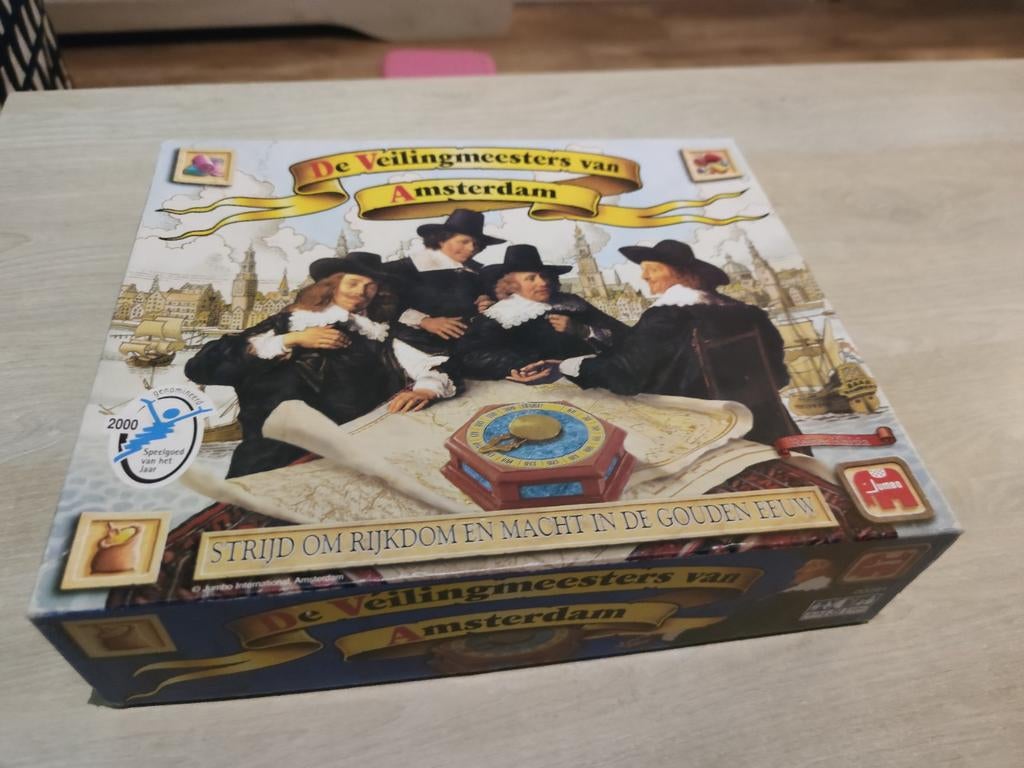 De Veilingmeesters van
Amsterdam
genomineerd
2000
Speelgoed
van het
Jaar
Jumbo
STRIJD OM RIJKDOM EN MACHT IN DE GOUDEN EEUW
© Jumbo International, Amsterdam
De Veilingmeesters van
Amsterdam